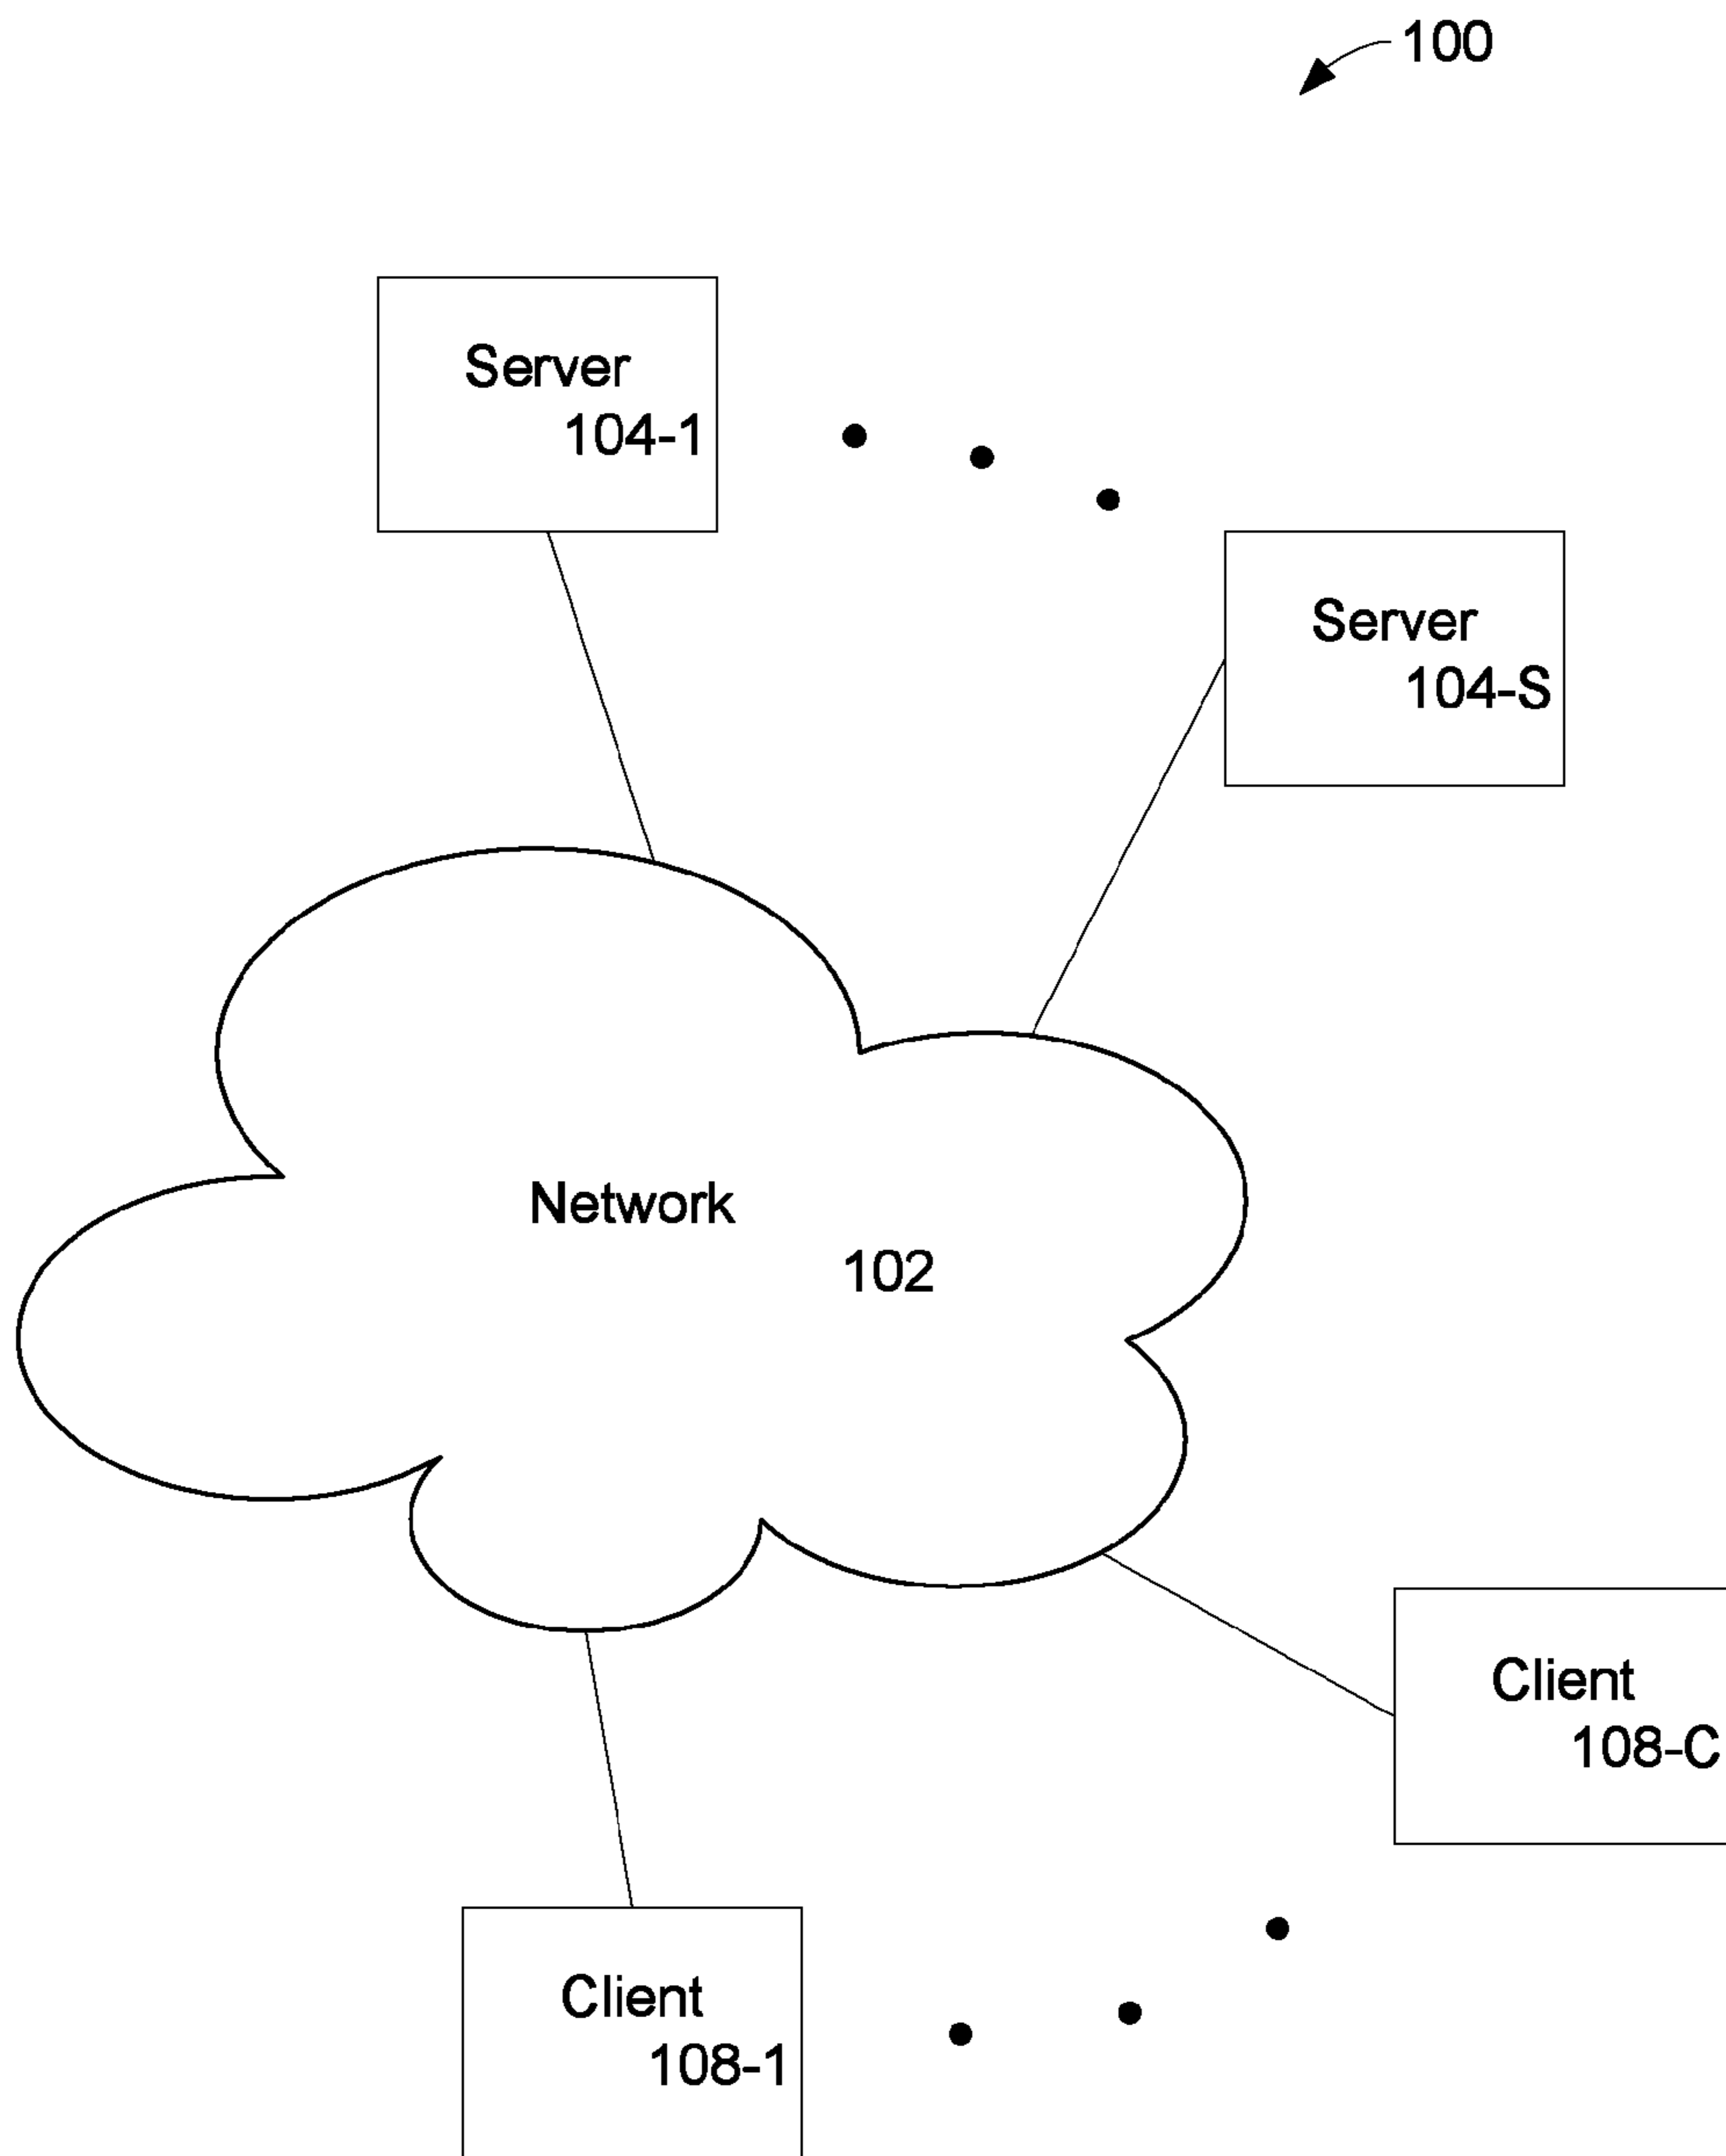 100
Server
104-1
Server
104-S
Network
102
Client
108-C
Client
108-1